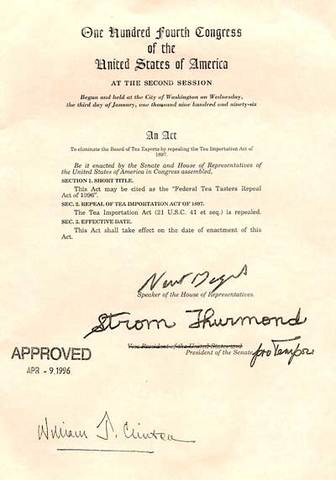 One Hundred Fourth Congress
of the
United States of America
AT THE SECOND SESSION
Begun and held at the City of Washington on Wednesday,
the third day of January, one thousand nine hundred and ninety-six
An Act
To eliminate the Board of Tea Experts by repealing the Tea Importation Act of
1897.
Be it enacted by the Senate and House of Representatives of
the United States of America in Congress assembled,
SECTION 1. SHORT TITLE.
This Act may be cited as the "Federal Tea Tasters Repeal
Act of 1996".
SEC. 2. REPEAL OF TEA IMPORTATION ACT OF 1897.
The Tea Importation Act (21 U.S.C. 41 et seq.) is repealed.
SEC. 3. EFFECTIVE DATE.
This Act shall take effect on the date of enactment of this
Act.
Newt Gingrich
Speaker of the House of Representatives.
Strom Thurmond
Vice President of the United States and
President of the Senate pro Tempore
APPROVED
APR - 9 1996
William J. Clinton